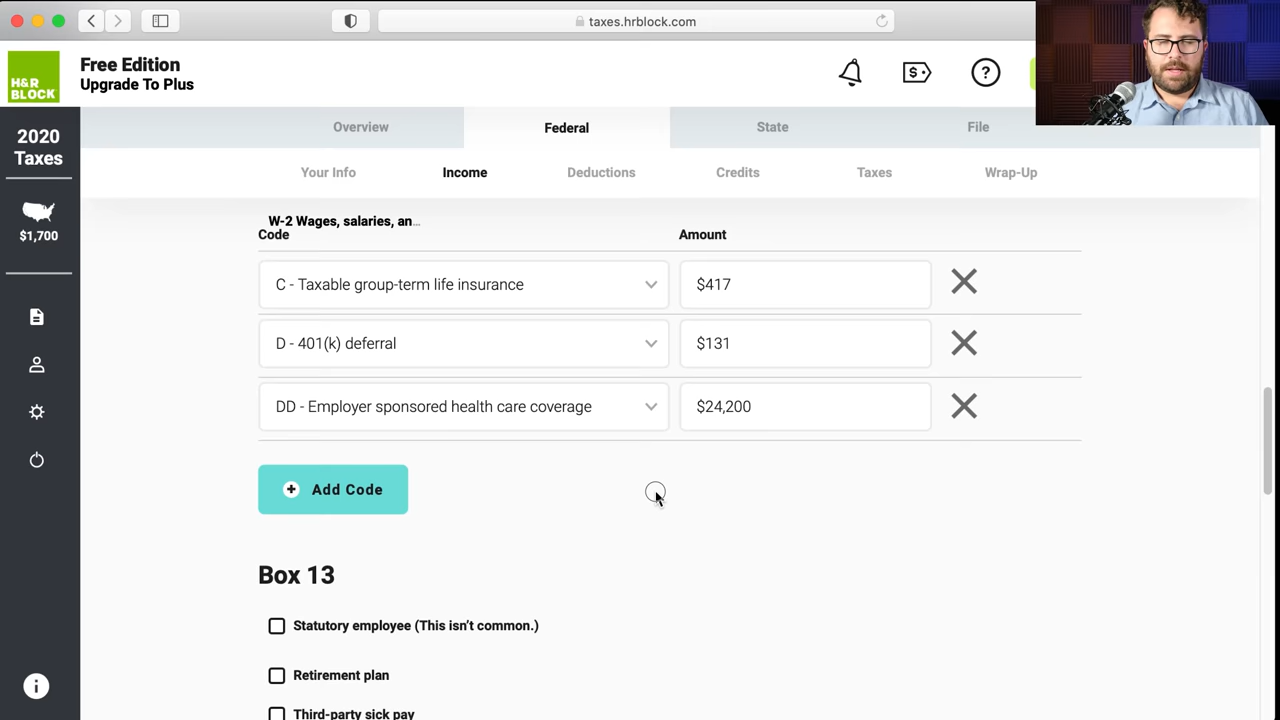 taxes.hrblock.com
H&R
BLOCK
Free Edition
Upgrade To Plus
$
?
2020
Taxes
$1,700
Overview
Federal
State
File
Your Info
Income
Deductions
Credits
Taxes
Wrap-Up
W-2 Wages, salaries, an...
Code
Amount
C - Taxable group-term life insurance
$417
D - 401(k) deferral
$131
DD - Employer sponsored health care coverage
$24,200
Add Code
Box 13
Statutory employee (This isn't common.)
Retirement plan
Third-party sick pay